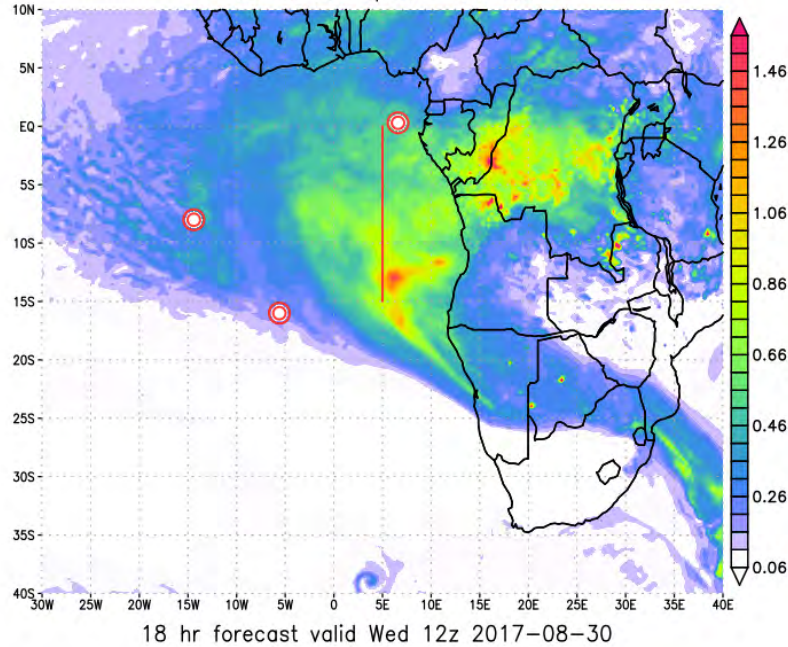 10N
5N
EQ
5S
10S
15S
20S
25S
30S
35S
40S
30W 25W 20W 15W 10W 5W 0 5E 10E 15E 20E 25E 30E 35E 40E
1.46
1.26
1.06
0.86
0.66
0.46
0.26
0.06
18 hr forecast valid Wed 12z 2017-08-30